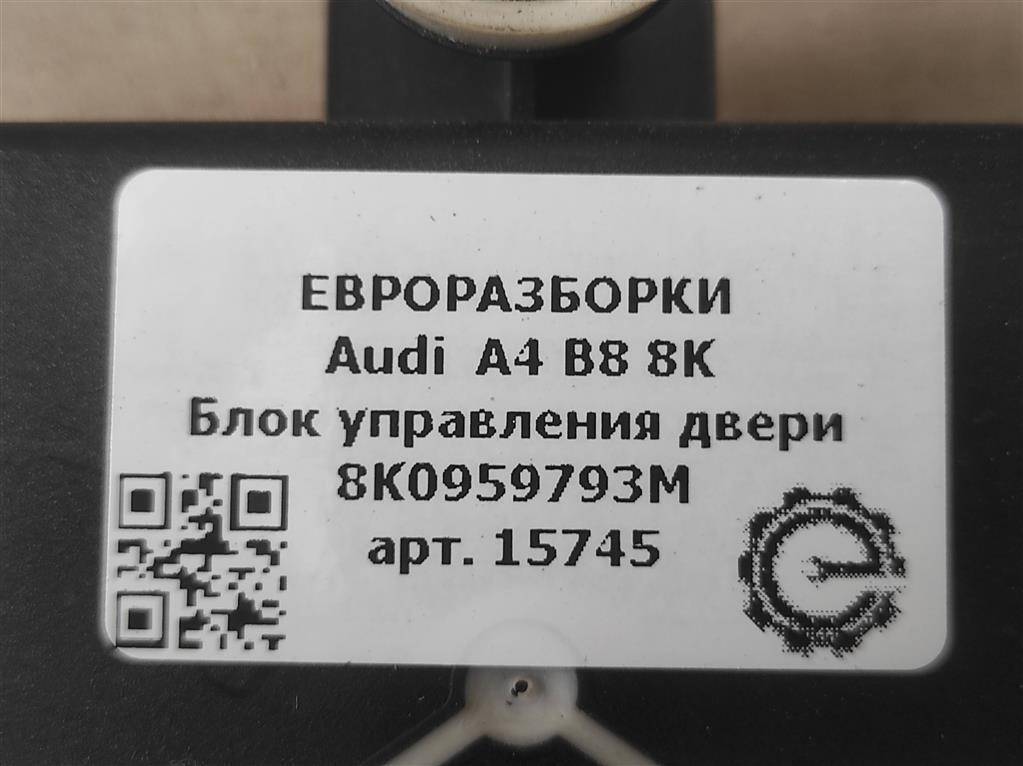 ЕВРОРАЗБОРКИ
Audi A4 B8 8K
Блок управления двери
8K0959793M
арт. 15745